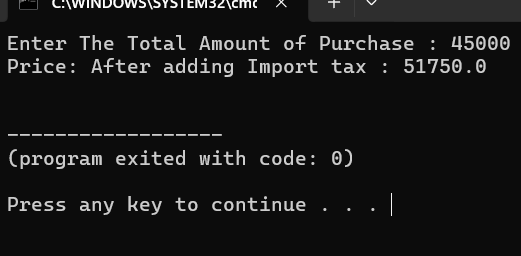 C:\WINDOWS\SYSTEM32\cmd
Enter The Total Amount of Purchase : 45000
Price: After adding Import tax : 51750.0
------------------
(program exited with code: 0)
Press any key to continue . . .